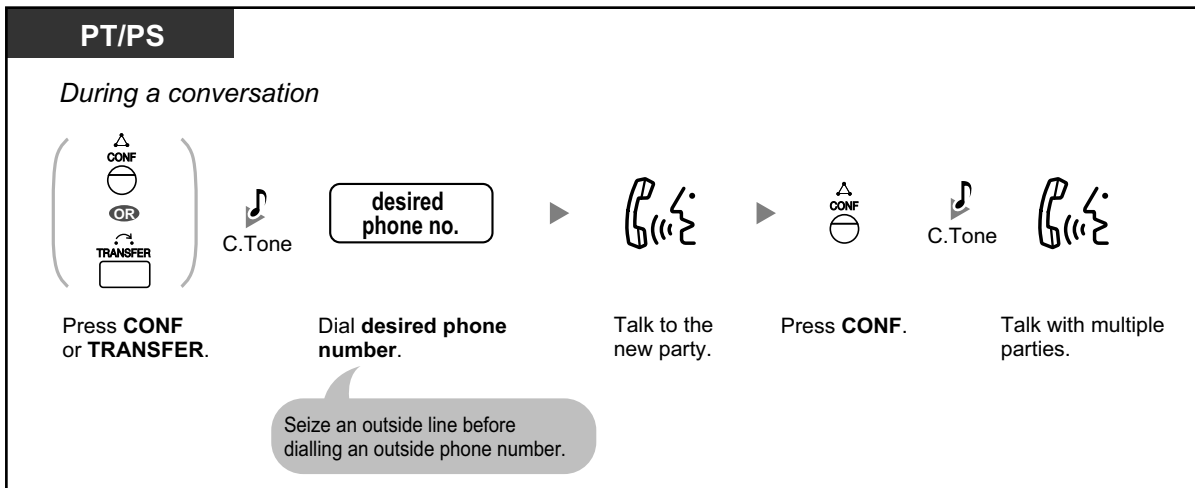 PT/PS
During a conversation
CONF
OR
TRANSFER
C.Tone
desired
phone no.
CONF
C.Tone
Press CONF
or TRANSFER.
Dial desired phone
number.
Talk to the
new party.
Press CONF.
Talk with multiple
parties.
Seize an outside line before
dialling an outside phone number.